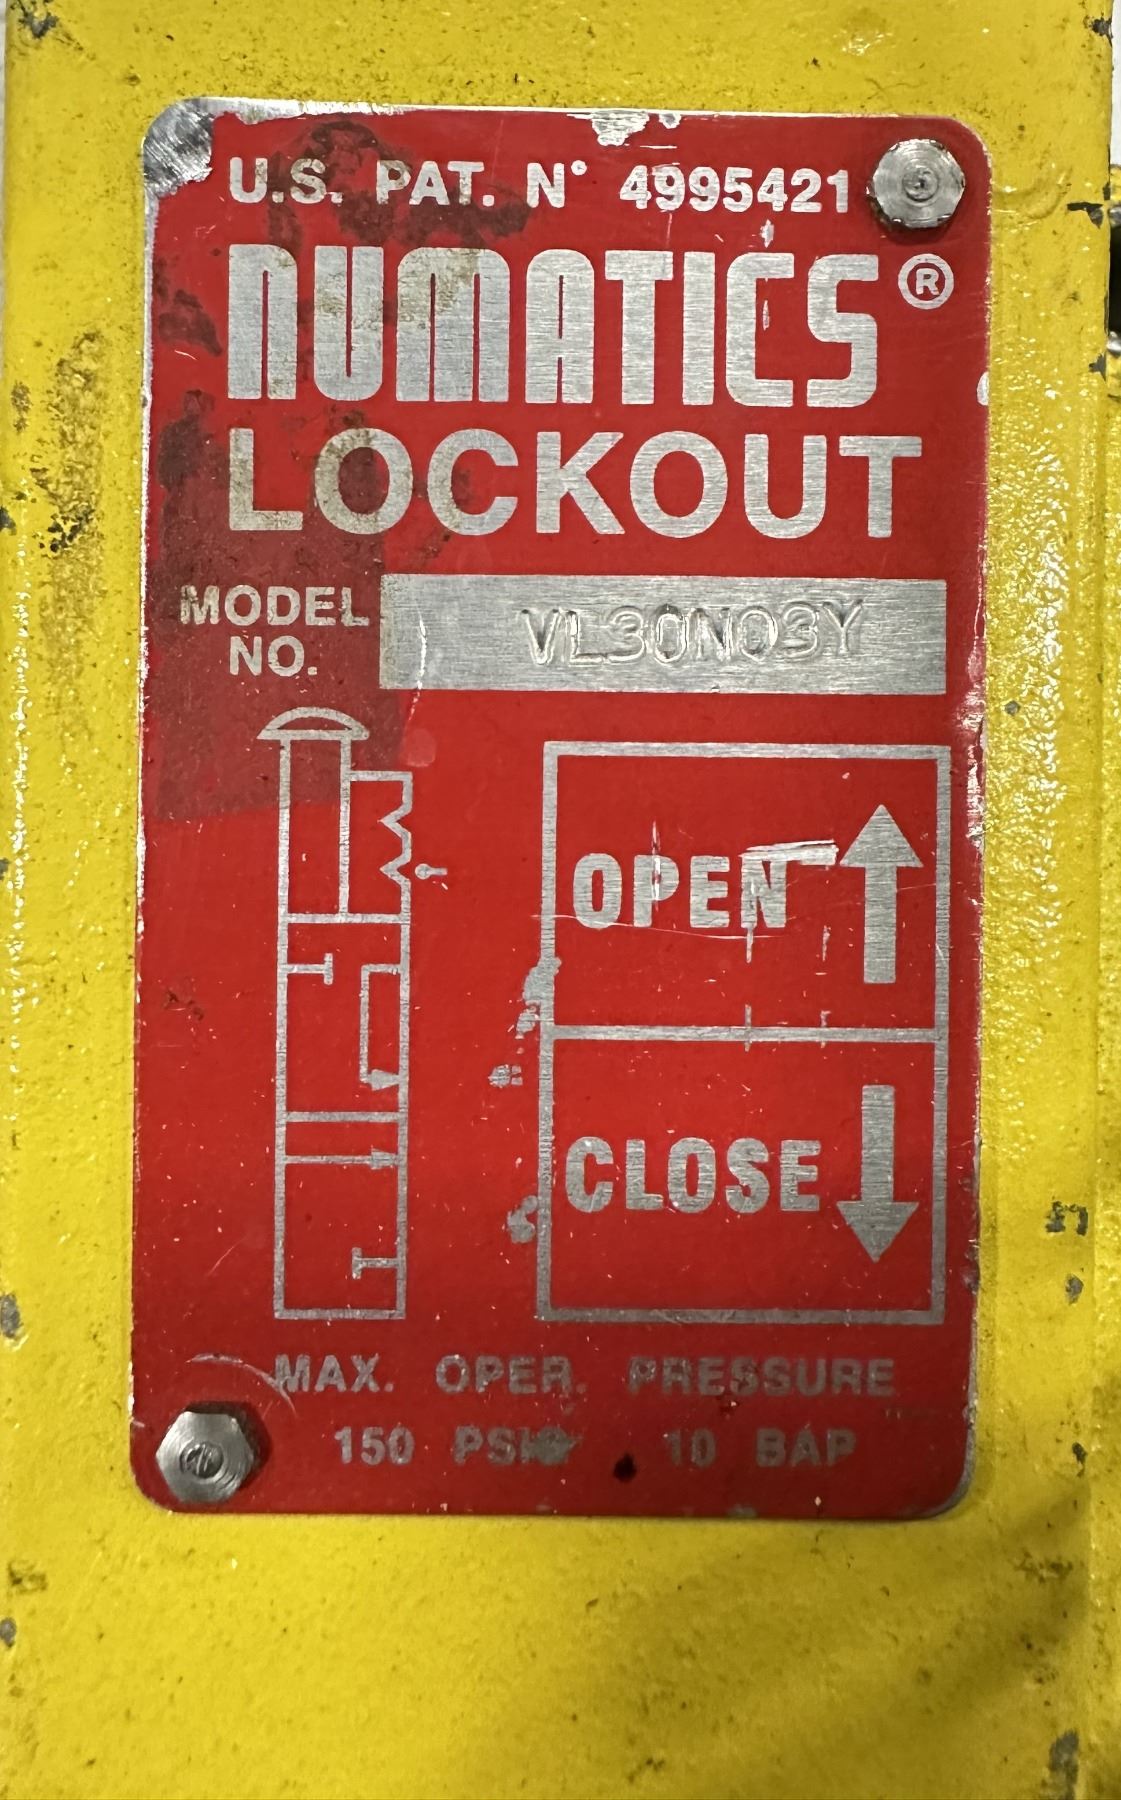 U.S. PAT. N° 4995421
NUMATICS®
LOCKOUT
MODEL NO. VL30N03Y
OPEN
CLOSE
MAX. OPER. PRESSURE
150 PSI 10 BAR